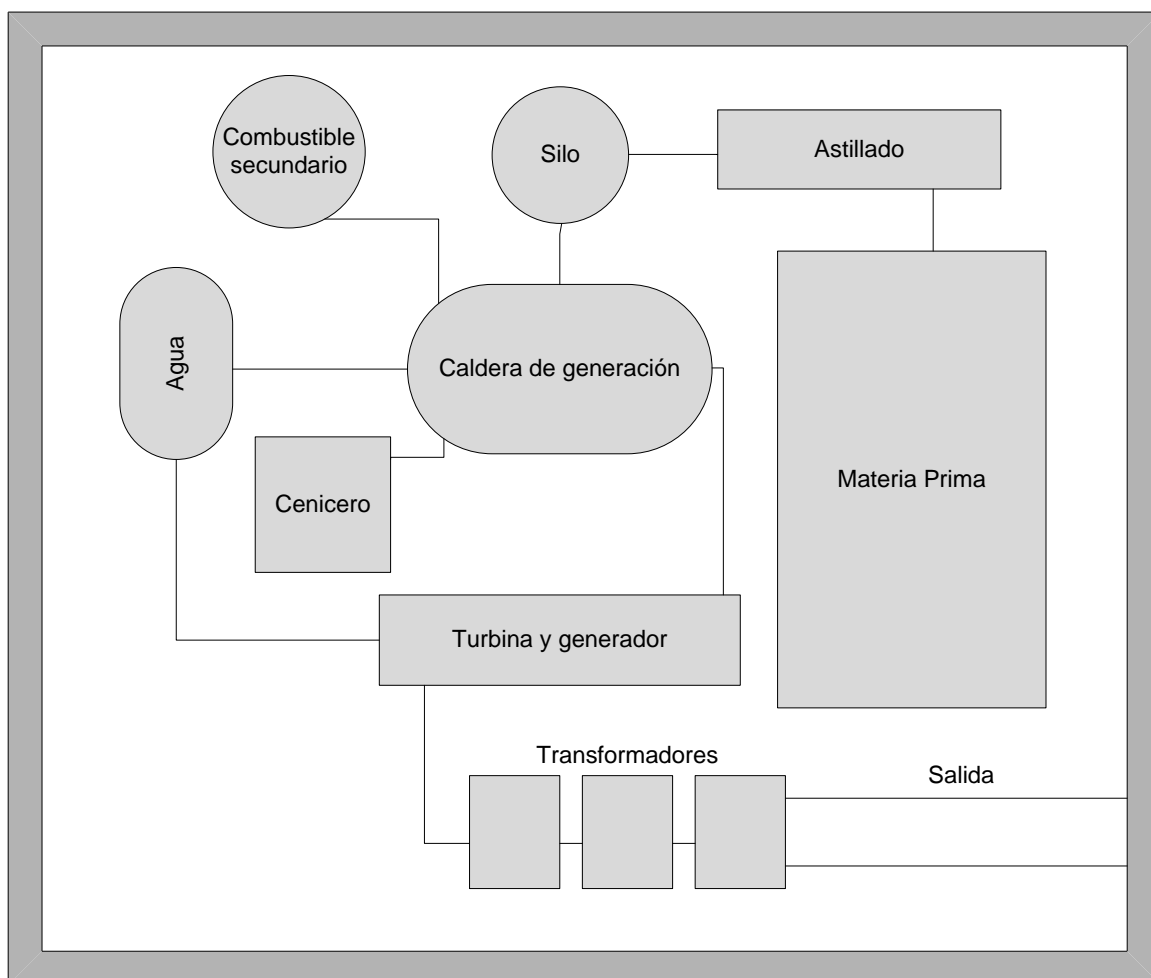 Combustible
secundario
Silo
Astillado
Agua
Caldera de generación
Materia Prima
Cenicero
Turbina y generador
Transformadores
Salida